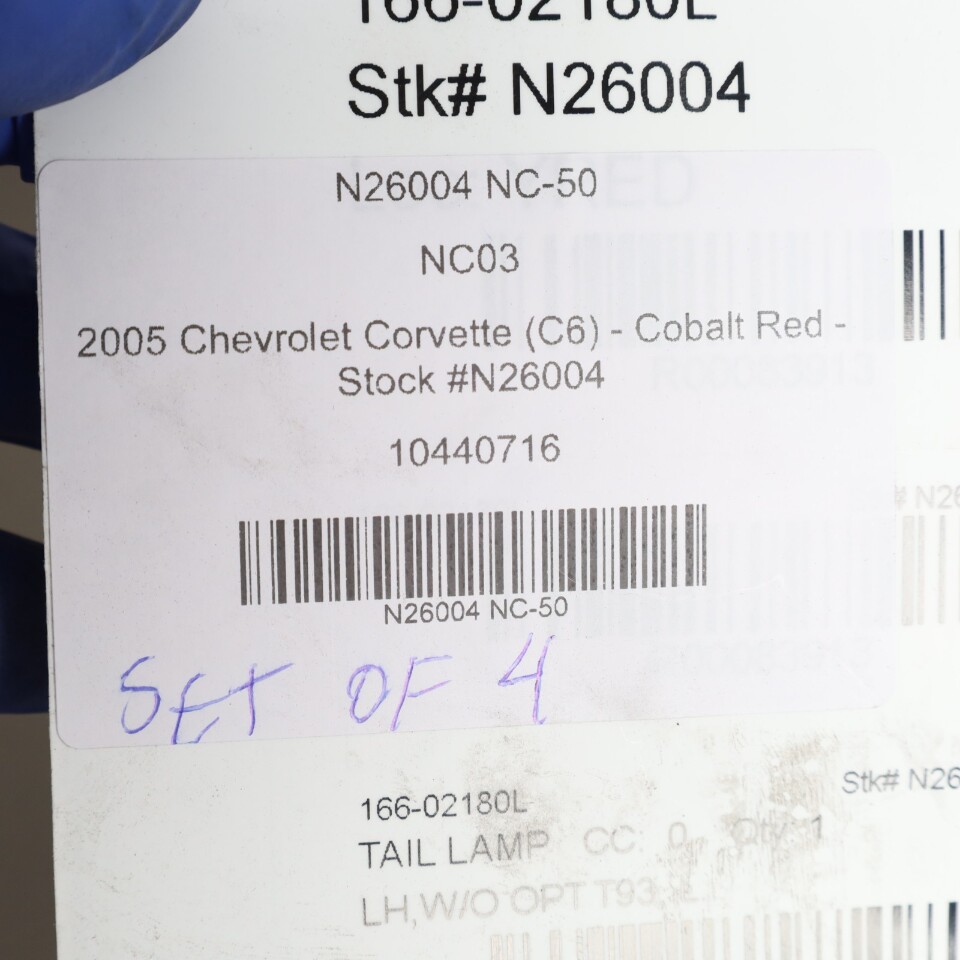 166-02180L
Stk# N26004
N26004 NC-50
NC03
2005 Chevrolet Corvette (C6) - Cobalt Red -
Stock #N26004
10440716
N26004 NC-50
SET OF 4
166-02180L
Stk# N26
TAIL LAMP CC: 0 Qty: 1
LH,W/O OPT T93,